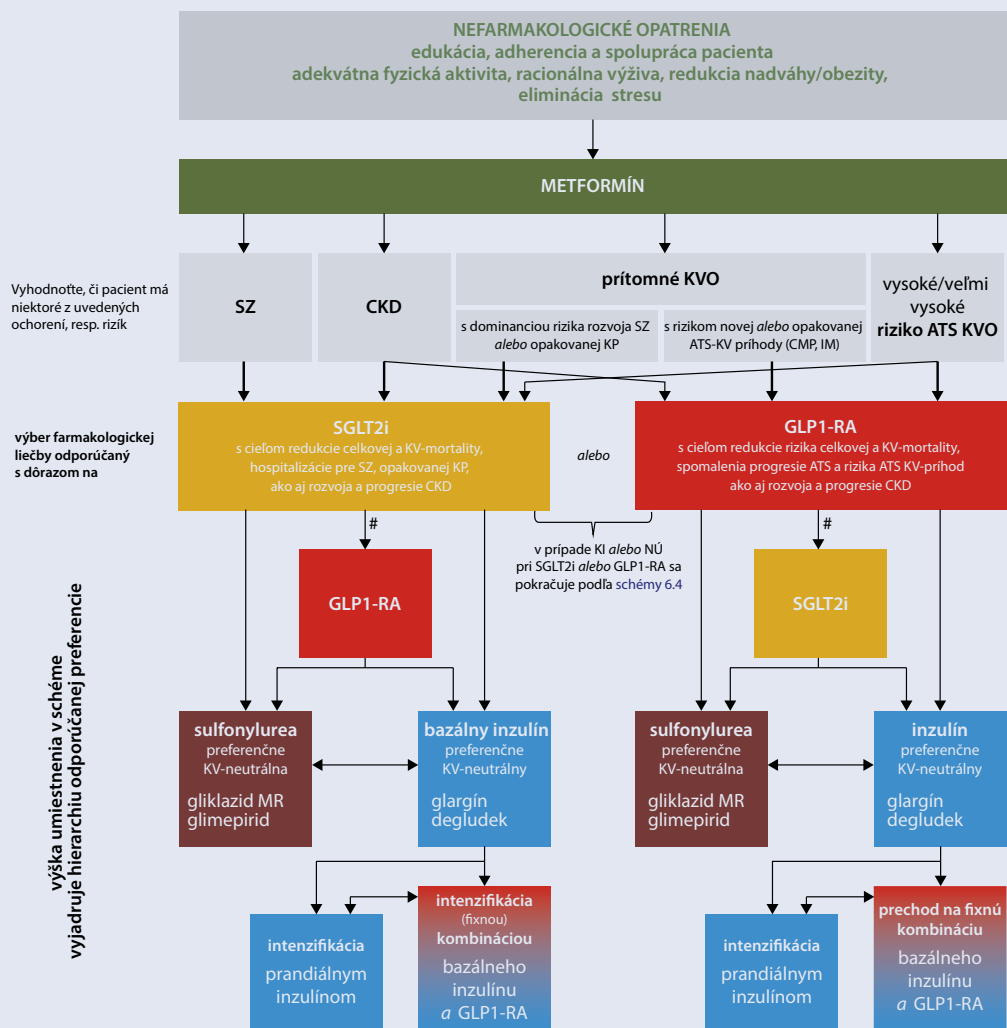 NEFARMAKOLOGICKÉ OPATRENIA
edukácia, adherencia a spolupráca pacienta
adekvátna fyzická aktivita, racionálna výživa, redukcia nadváhy/obezity,
eliminácia stresu
METFORMÍN
Vyhodnoťte, či pacient má
niektoré z uvedených
ochorení, resp. rizík
SZ
CKD
prítomné KVO
s dominanciou rizika rozvoja SZ
alebo opakovanej KP
s rizikom novej alebo opakovanej
ATS-KV príhody (CMP, IM)
vysoké/veľmi
vysoké
riziko ATS KVO
výber farmakologickej
liečby odporúčaný
s dôrazom na
SGLT2i
s cieľom redukcie celkovej a KV-mortality,
hospitalizácie pre SZ, opakovanej KP,
ako aj rozvoja a progresie CKD
alebo
GLP1-RA
s cieľom redukcie rizika celkovej a KV-mortality,
spomalenia progresie ATS a rizika ATS KV-príhod
ako aj rozvoja a progresie CKD
#
#
v prípade KI alebo NÚ
pri SGLT2i alebo GLP1-RA sa
pokračuje podľa schémy 6.4
GLP1-RA
SGLT2i
výška umiestnenia v schéme
vyjadruje hierarchiu odporúčanej preferencie
sulfonylurea
preferenčne
KV-neutrálna
gliklazid MR
glimepirid
bazálny inzulín
preferenčne
KV-neutrálny
glargín
degludek
sulfonylurea
preferenčne
KV-neutrálna
gliklazid MR
glimepirid
inzulín
preferenčne
KV-neutrálny
glargín
degludek
intenzifikácia
prandiálnym
inzulínom
intenzifikácia
(fixnou)
kombináciou
bazálneho
inzulínu
a GLP1-RA
intenzifikácia
prandiálnym
inzulínom
prechod na fixnú
kombináciu
bazálneho
inzulínu
a GLP1-RA